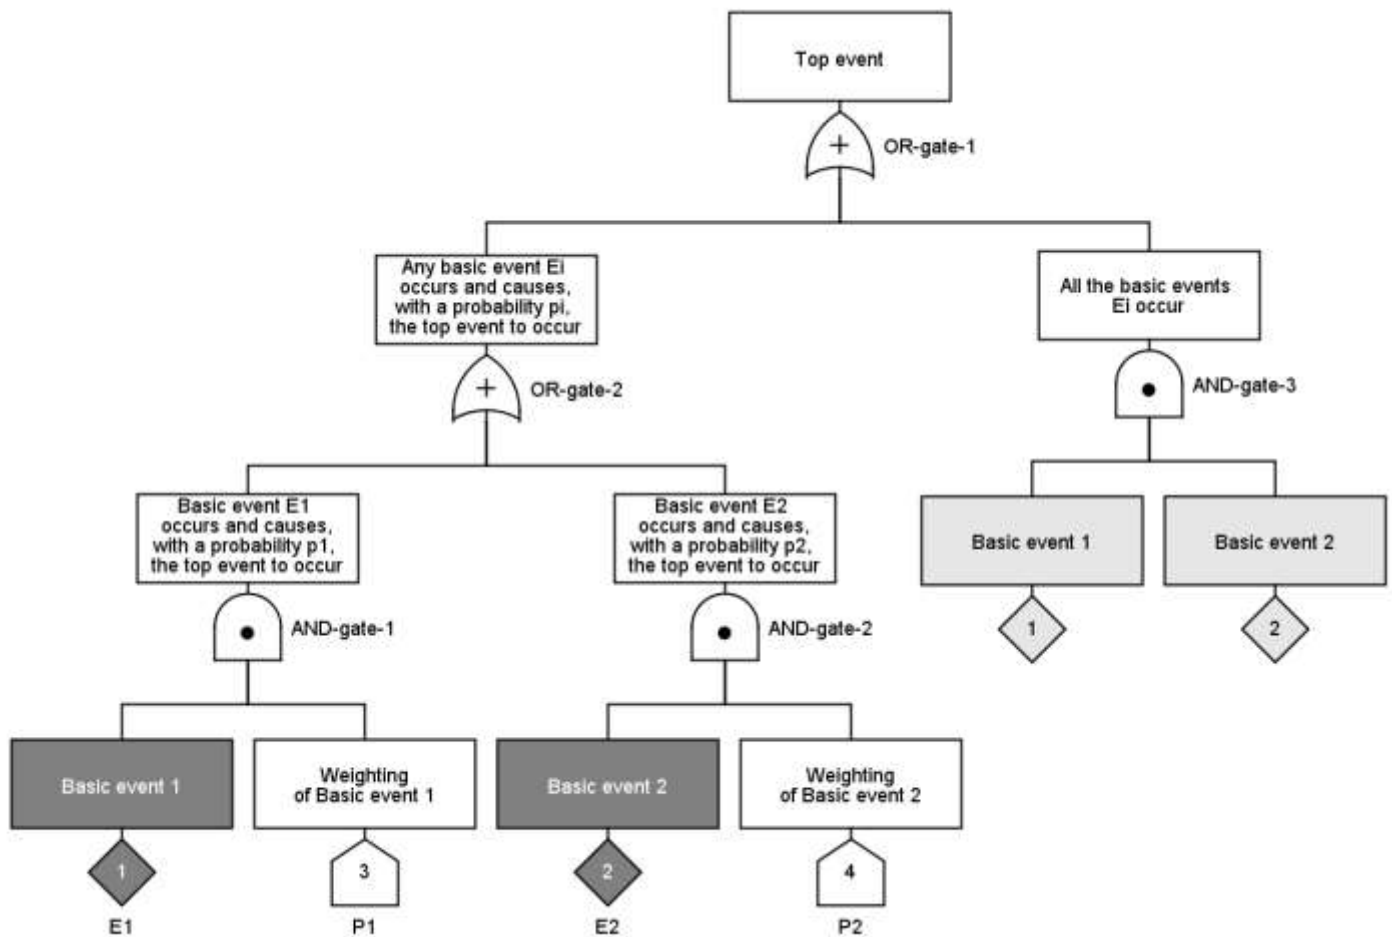 Top event
+
OR-gate-1
Any basic event Ei
occurs and causes,
with a probability pi,
the top event to occur
+
OR-gate-2
All the basic events
Ei occur
AND-gate-3
Basic event E1
occurs and causes,
with a probability p1,
the top event to occur
AND-gate-1
Basic event E2
occurs and causes,
with a probability p2,
the top event to occur
AND-gate-2
Basic event 1
1
Basic event 2
2
Basic event 1
1
E1
Weighting
of Basic event 1
3
P1
Basic event 2
2
E2
Weighting
of Basic event 2
4
P2